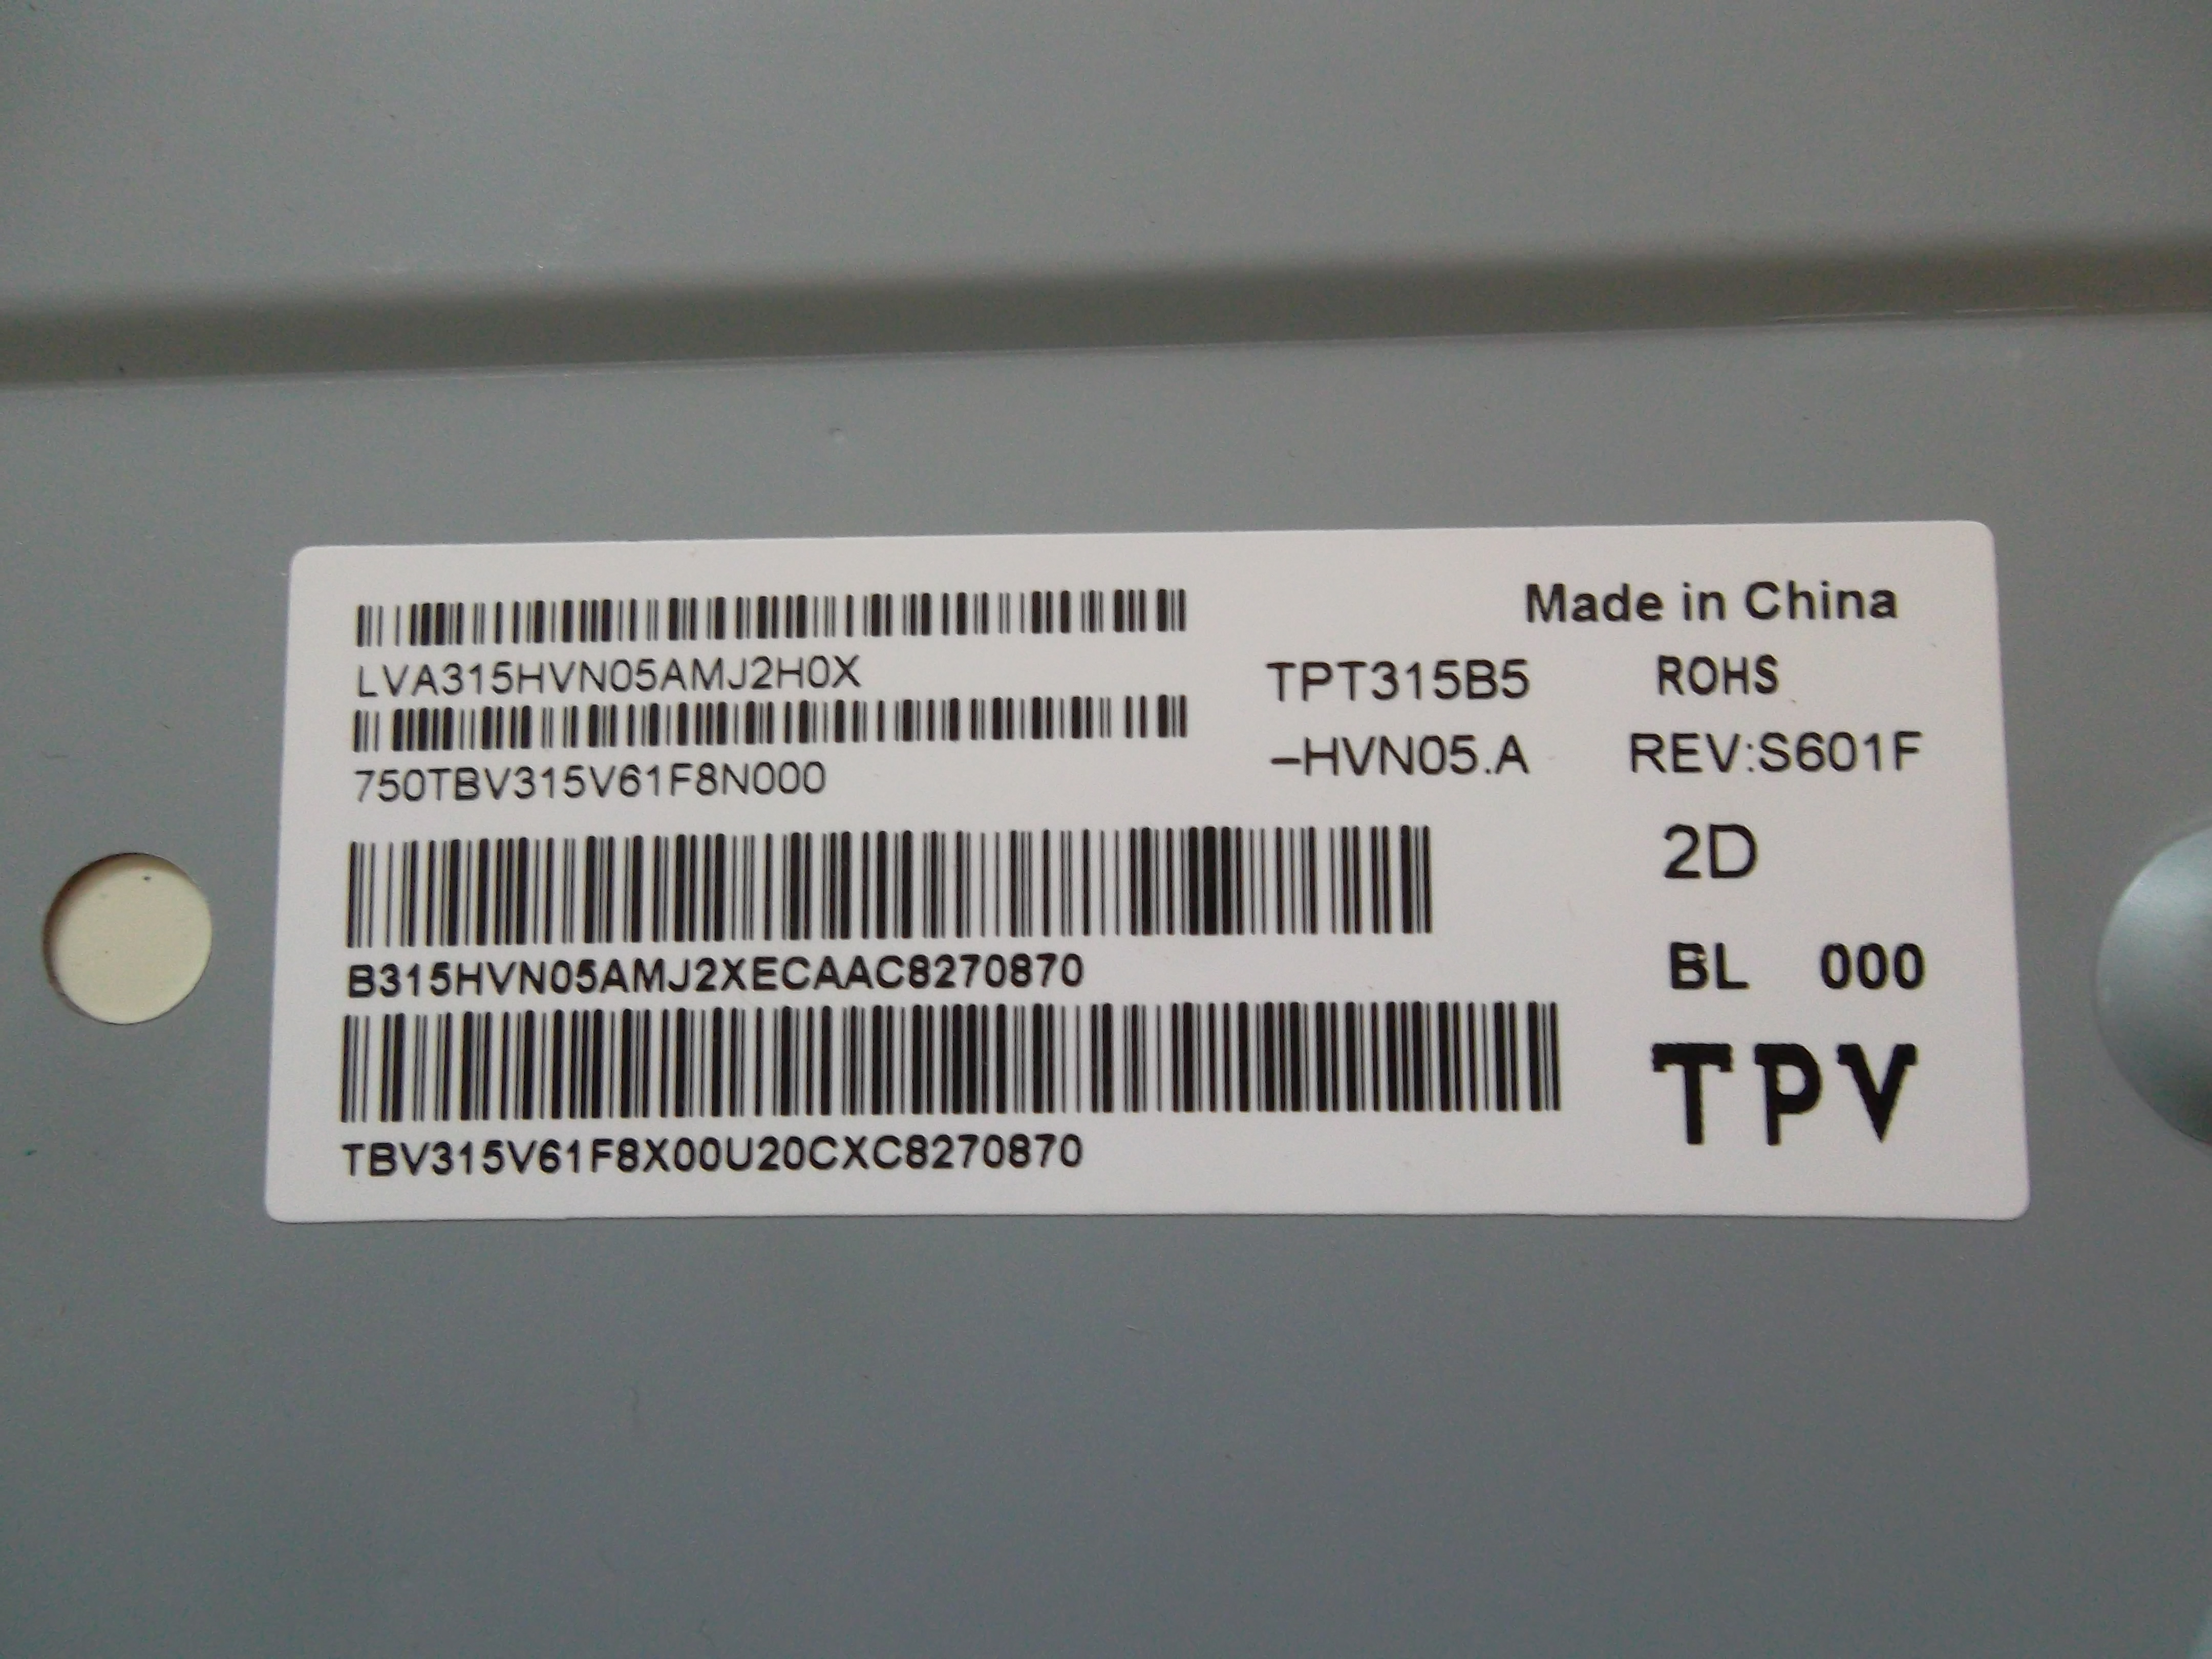 Made in China
LVA315HVN05AMJ2H0X
TPT315B5 ROHS
-HVN05.A REV:S601F
750TBV315V61F8N000
2D
B315HVN05AMJ2XECAAC8270870
BL 000
TPV
TBV315V61F8X00U20CXC8270870